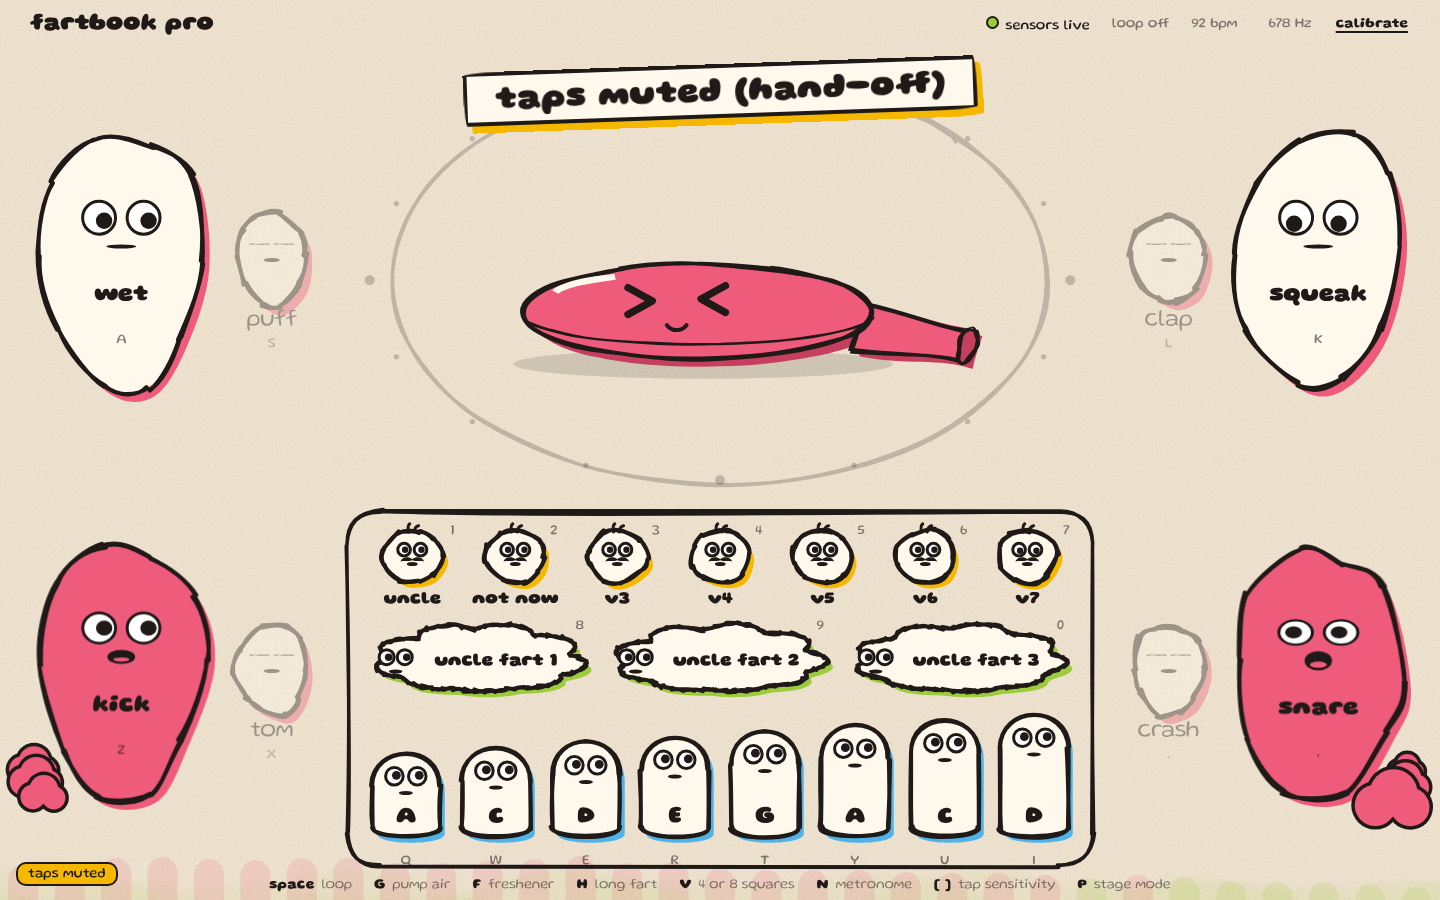 fartbook pro
sensors live loop off 92 bpm 678 Hz calibrate
taps muted (hand-off)
wet
A
puff
S
clap
L
squeak
K
1 2 3 4 5 6 7
uncle not now v3 v4 v5 v6 v7
8 9 0
uncle fart 1 uncle fart 2 uncle fart 3
kick
Z
tom
X
crash
.
snare
.
A C D E G A C D
Q W E R T Y U I
taps muted
space loop G pump air F freshener H long fart V 4 or 8 squares N metronome [ ] tap sensitivity P stage mode